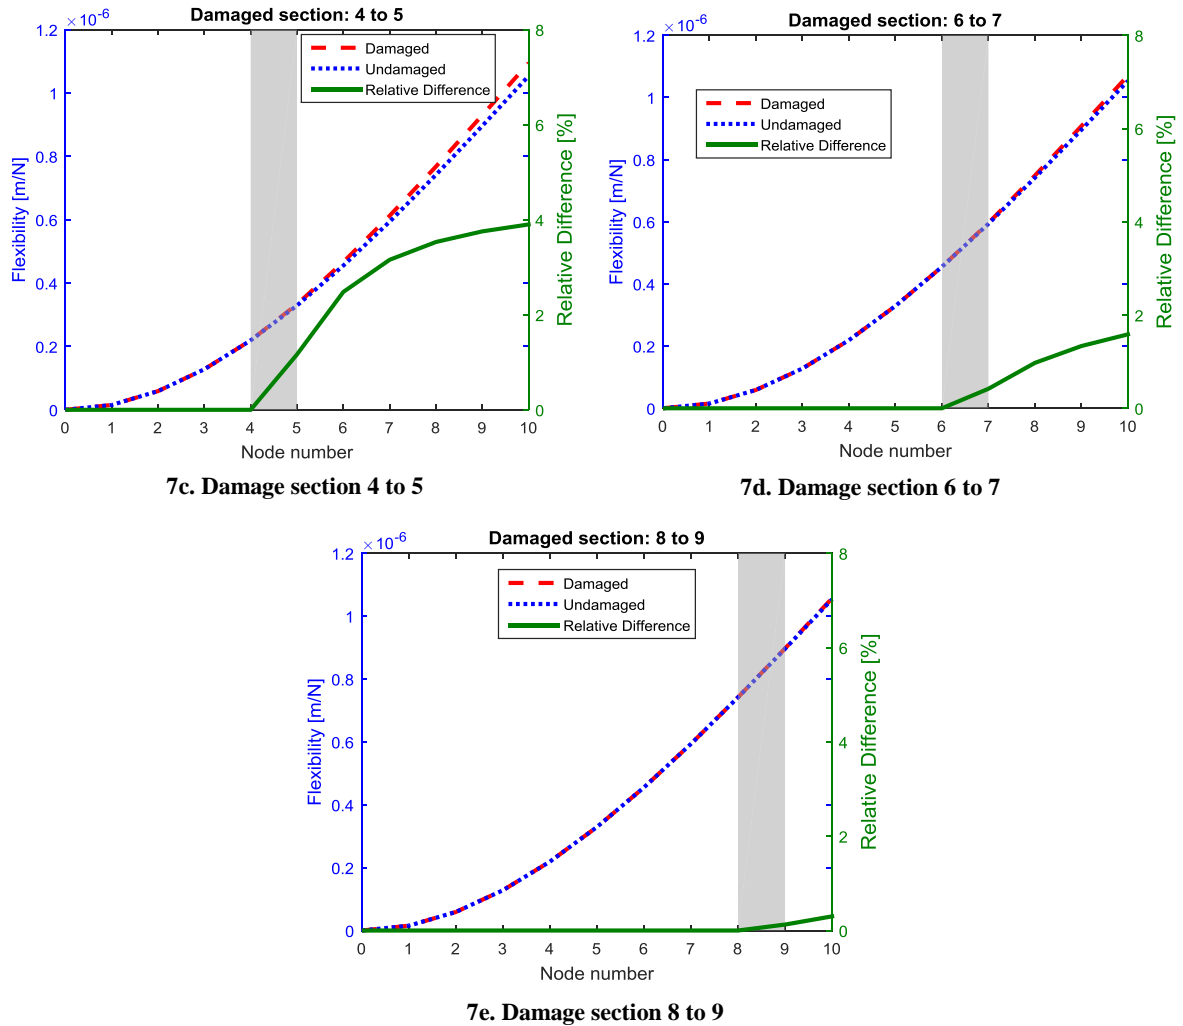 Damaged section: 4 to 5
×10^-6
1.2
1
0.8
0.6
0.4
0.2
0
Flexibility [m/N]
8
6
4
2
0
Relative Difference [%]
Damaged
Undamaged
Relative Difference
0 1 2 3 4 5 6 7 8 9 10
Node number
7c. Damage section 4 to 5
Damaged section: 6 to 7
×10^-6
1.2
1
0.8
0.6
0.4
0.2
0
Flexibility [m/N]
8
6
4
2
0
Relative Difference [%]
Damaged
Undamaged
Relative Difference
0 1 2 3 4 5 6 7 8 9 10
Node number
7d. Damage section 6 to 7
Damaged section: 8 to 9
×10^-6
1.2
1
0.8
0.6
0.4
0.2
0
Flexibility [m/N]
8
6
4
2
0
Relative Difference [%]
Damaged
Undamaged
Relative Difference
0 1 2 3 4 5 6 7 8 9 10
Node number
7e. Damage section 8 to 9